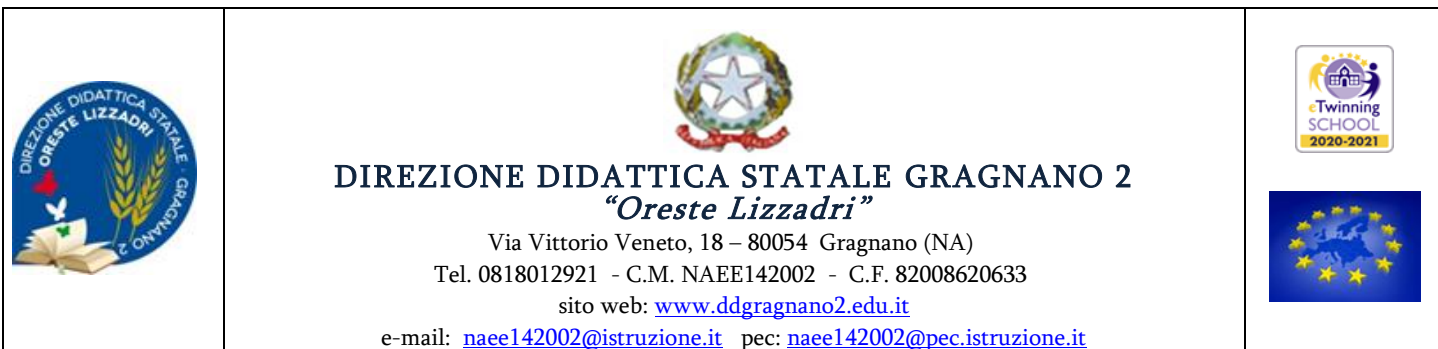 DIREZIONE DIDATTICA STATALE - GRAGNANO 2
ORESTE LIZZADRI
DIREZIONE DIDATTICA STATALE GRAGNANO 2
“Oreste Lizzadri”
Via Vittorio Veneto, 18 – 80054 Gragnano (NA)
Tel. 0818012921 - C.M. NAEE142002 - C.F. 82008620633
sito web: www.ddgragnano2.edu.it
e-mail: naee142002@istruzione.it pec: naee142002@pec.istruzione.it
eTwinning
SCHOOL
2020-2021